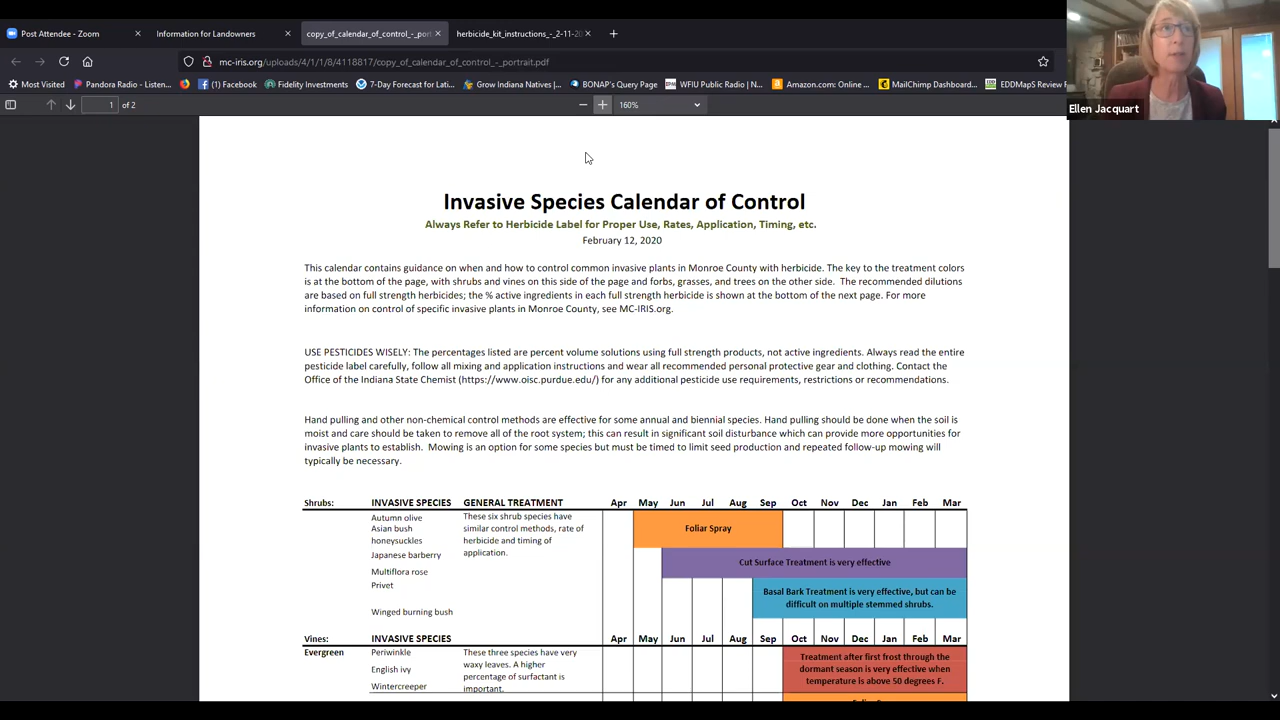 Post Attendee - Zoom
Information for Landowners
copy_of_calendar_of_control_-_por
herbicide_kit_instructions_-_2-11-20
mc-iris.org/uploads/4/1/1/8/4118817/copy_of_calendar_of_control_-_portrait.pdf
Most Visited
Pandora Radio - Listen...
(1) Facebook
Fidelity Investments
7-Day Forecast for Lati...
Grow Indiana Natives |...
BONAP's Query Page
WFIU Public Radio | N...
Amazon.com: Online ...
MailChimp Dashboard...
EDDMapS Review
1 of 2
160%
Ellen Jacquart
Invasive Species Calendar of Control
Always Refer to Herbicide Label for Proper Use, Rates, Application, Timing, etc.
February 12, 2020
This calendar contains guidance on when and how to control common invasive plants in Monroe County with herbicide. The key to the treatment colors
is at the bottom of the page, with shrubs and vines on this side of the page and forbs, grasses, and trees on the other side. The recommended dilutions
are based on full strength herbicides; the % active ingredients in each full strength herbicide is shown at the bottom of the next page. For more
information on control of specific invasive plants in Monroe County, see MC-IRIS.org.
USE PESTICIDES WISELY: The percentages listed are percent volume solutions using full strength products, not active ingredients. Always read the entire
pesticide label carefully, follow all mixing and application instructions and wear all recommended personal protective gear and clothing. Contact the
Office of the Indiana State Chemist (https://www.oisc.purdue.edu/) for any additional pesticide use requirements, restrictions or recommendations.
Hand pulling and other non-chemical control methods are effective for some annual and biennial species. Hand pulling should be done when the soil is
moist and care should be taken to remove all of the root system; this can result in significant soil disturbance which can provide more opportunities for
invasive plants to establish. Mowing is an option for some species but must be timed to limit seed production and repeated follow-up mowing will
typically be necessary.
Shrubs: INVASIVE SPECIES GENERAL TREATMENT Apr May Jun Jul Aug Sep Oct Nov Dec Jan Feb Mar
Autumn olive
Asian bush
honeysuckles
Japanese barberry
Multiflora rose
Privet
Winged burning bush
These six shrub species have
similar control methods, rate of
herbicide and timing of
application.
Foliar Spray
Cut Surface Treatment is very effective
Basal Bark Treatment is very effective, but can be
difficult on multiple stemmed shrubs.
Vines: INVASIVE SPECIES Apr May Jun Jul Aug Sep Oct Nov Dec Jan Feb Mar
Evergreen
Periwinkle
English ivy
Wintercreeper
These three species have very
waxy leaves. A higher
percentage of surfactant is
important.
Treatment after first frost through the
dormant season is very effective when
temperature is above 50 degrees F.